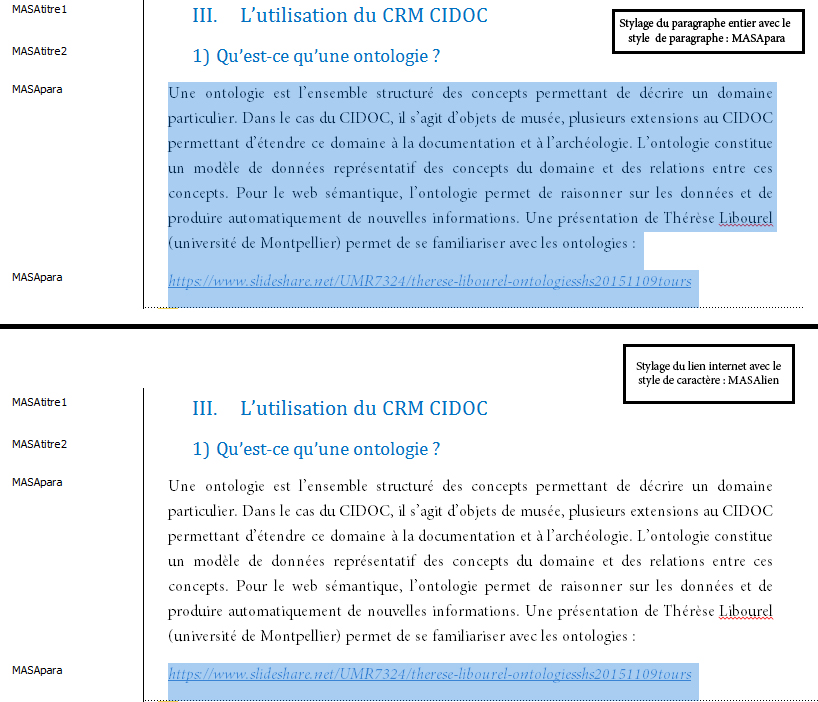 MASAtitre1
III. L’utilisation du CRM CIDOC
Stylage du paragraphe entier avec le
style de paragraphe : MASApara
MASAtitre2
1) Qu’est-ce qu’une ontologie ?
MASApara
Une ontologie est l’ensemble structuré des concepts permettant de décrire un domaine
particulier. Dans le cas du CIDOC, il s’agit d’objets de musée, plusieurs extensions au CIDOC
permettant d’étendre ce domaine à la documentation et à l’archéologie. L’ontologie constitue
un modèle de données représentatif des concepts du domaine et des relations entre ces
concepts. Pour le web sémantique, l’ontologie permet de raisonner sur les données et de
produire automatiquement de nouvelles informations. Une présentation de Thérèse Libourel
(université de Montpellier) permet de se familiariser avec les ontologies :
MASApara
https://www.slideshare.net/UMR7324/therese-libourel-ontologiesshs20151109tours
Stylage du lien internet avec le
style de caractère : MASAlien
MASAtitre1
III. L’utilisation du CRM CIDOC
MASAtitre2
1) Qu’est-ce qu’une ontologie ?
MASApara
Une ontologie est l’ensemble structuré des concepts permettant de décrire un domaine
particulier. Dans le cas du CIDOC, il s’agit d’objets de musée, plusieurs extensions au CIDOC
permettant d’étendre ce domaine à la documentation et à l’archéologie. L’ontologie constitue
un modèle de données représentatif des concepts du domaine et des relations entre ces
concepts. Pour le web sémantique, l’ontologie permet de raisonner sur les données et de
produire automatiquement de nouvelles informations. Une présentation de Thérèse Libourel
(université de Montpellier) permet de se familiariser avec les ontologies :
MASApara
https://www.slideshare.net/UMR7324/therese-libourel-ontologiesshs20151109tours